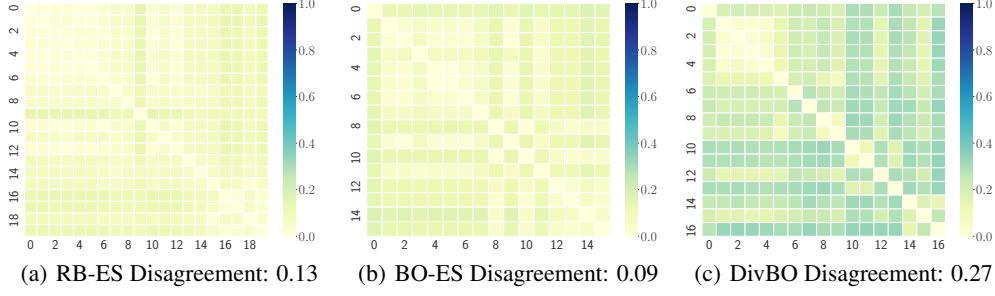 0 2 4 6 8 10 12 14 16 18
0 2 4 6 8 10 12 14 16 18
1.0 0.8 0.6 0.4 0.2 0.0
(a) RB-ES Disagreement: 0.13
0 2 4 6 8 10 12 14
0 2 4 6 8 10 12 14
1.0 0.8 0.6 0.4 0.2 0.0
(b) BO-ES Disagreement: 0.09
0 2 4 6 8 10 12 14 16
0 2 4 6 8 10 12 14 16
1.0 0.8 0.6 0.4 0.2 0.0
(c) DivBO Disagreement: 0.27